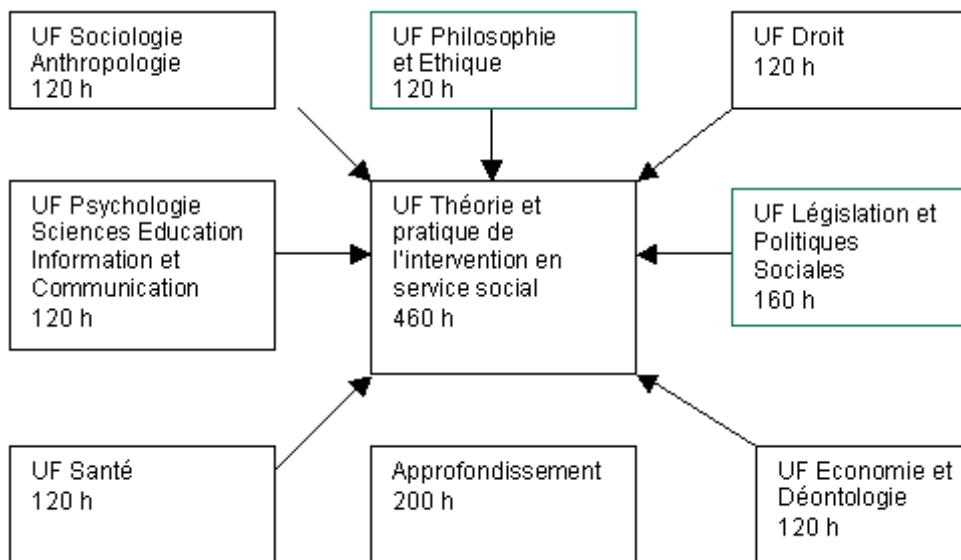 UF Sociologie
Anthropologie
120 h
UF Philosophie
et Ethique
120 h
UF Droit
120 h
UF Psychologie
Sciences Education
Information et
Communication
120 h
UF Théorie et
pratique de
l'intervention en
service social
460 h
UF Législation et
Politiques
Sociales
160 h
UF Santé
120 h
Approfondissement
200 h
UF Economie et
Déontologie
120 h